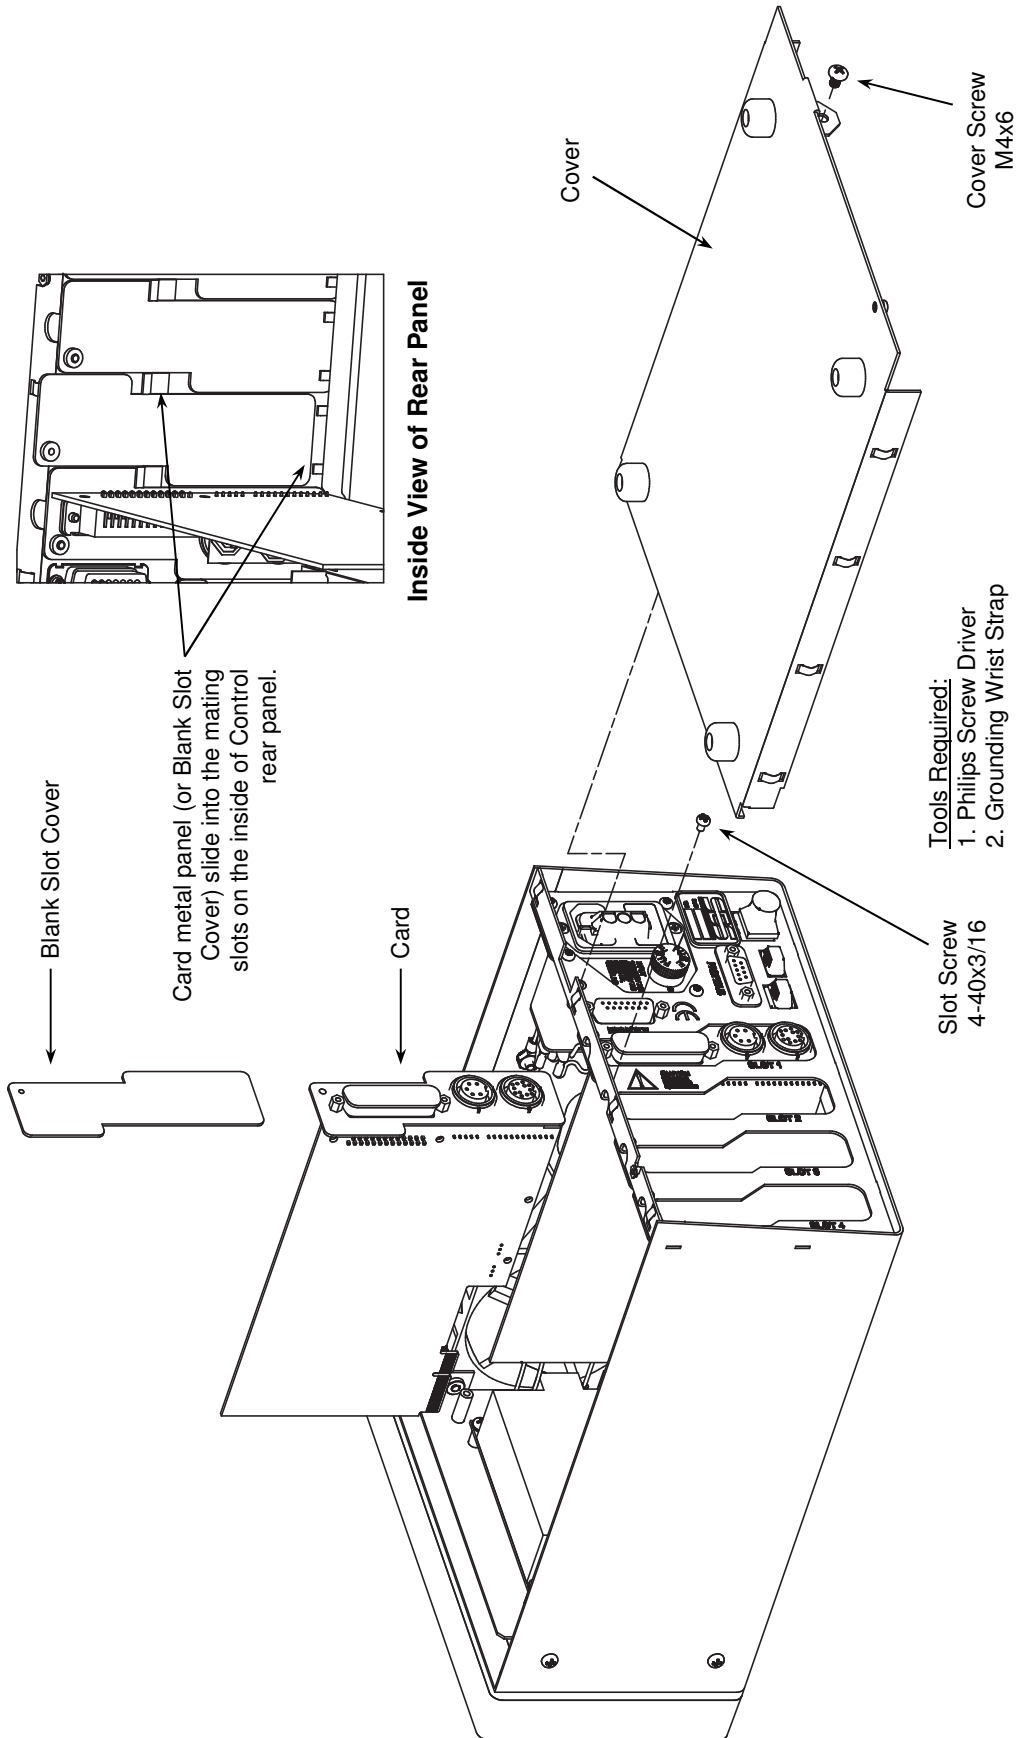 Blank Slot Cover
Card metal panel (or Blank Slot
Cover) slide into the mating
slots on the inside of Control
rear panel.
Inside View of Rear Panel
Card
Cover
Cover Screw
M4x6
Slot Screw
4-40x3/16
Tools Required:
1. Philips Screw Driver
2. Grounding Wrist Strap
SLOT 1
SLOT 2
SLOT 3
SLOT 4
CE